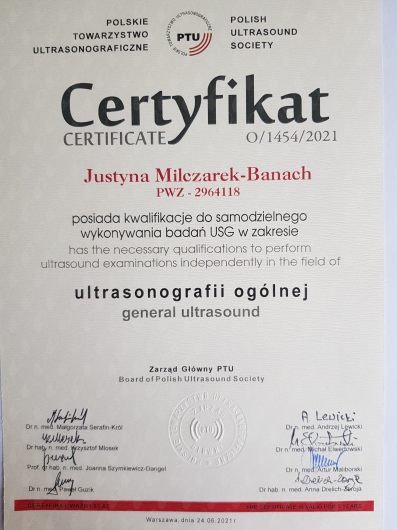 POLSKIE
TOWARZYSTWO
ULTRASONOGRAFICZNE
PTU
POLISH
ULTRASOUND
SOCIETY
Certyfikat
CERTIFICATE O/1454/2021
Justyna Milczarek-Banach
PWZ - 2964118
posiada kwalifikacje do samodzielnego
wykonywania badań USG w zakresie
has the necessary qualifications to perform
ultrasound examinations independently in the field of
ultrasonografii ogólnej
general ultrasound
Zarząd Główny PTU
Board of Polish Ultrasound Society
Dr n. med. Małgorzata Serafin-Król
Dr hab. n. med. Krzysztof Miosek
Prof. dr hab. n. med. Joanna Szymkiewicz-Dangel
Dr n. med. Paweł Guzik
A Lewicki
Dr n. med. Andrzej Lewicki
Dr n. med. Michał Elwertowski
Dr n. med. Artur Maliborski
Dr hab. n. med. Anna Drelich-Zbroja
Warszawa, dnia 24.06.2021 r.